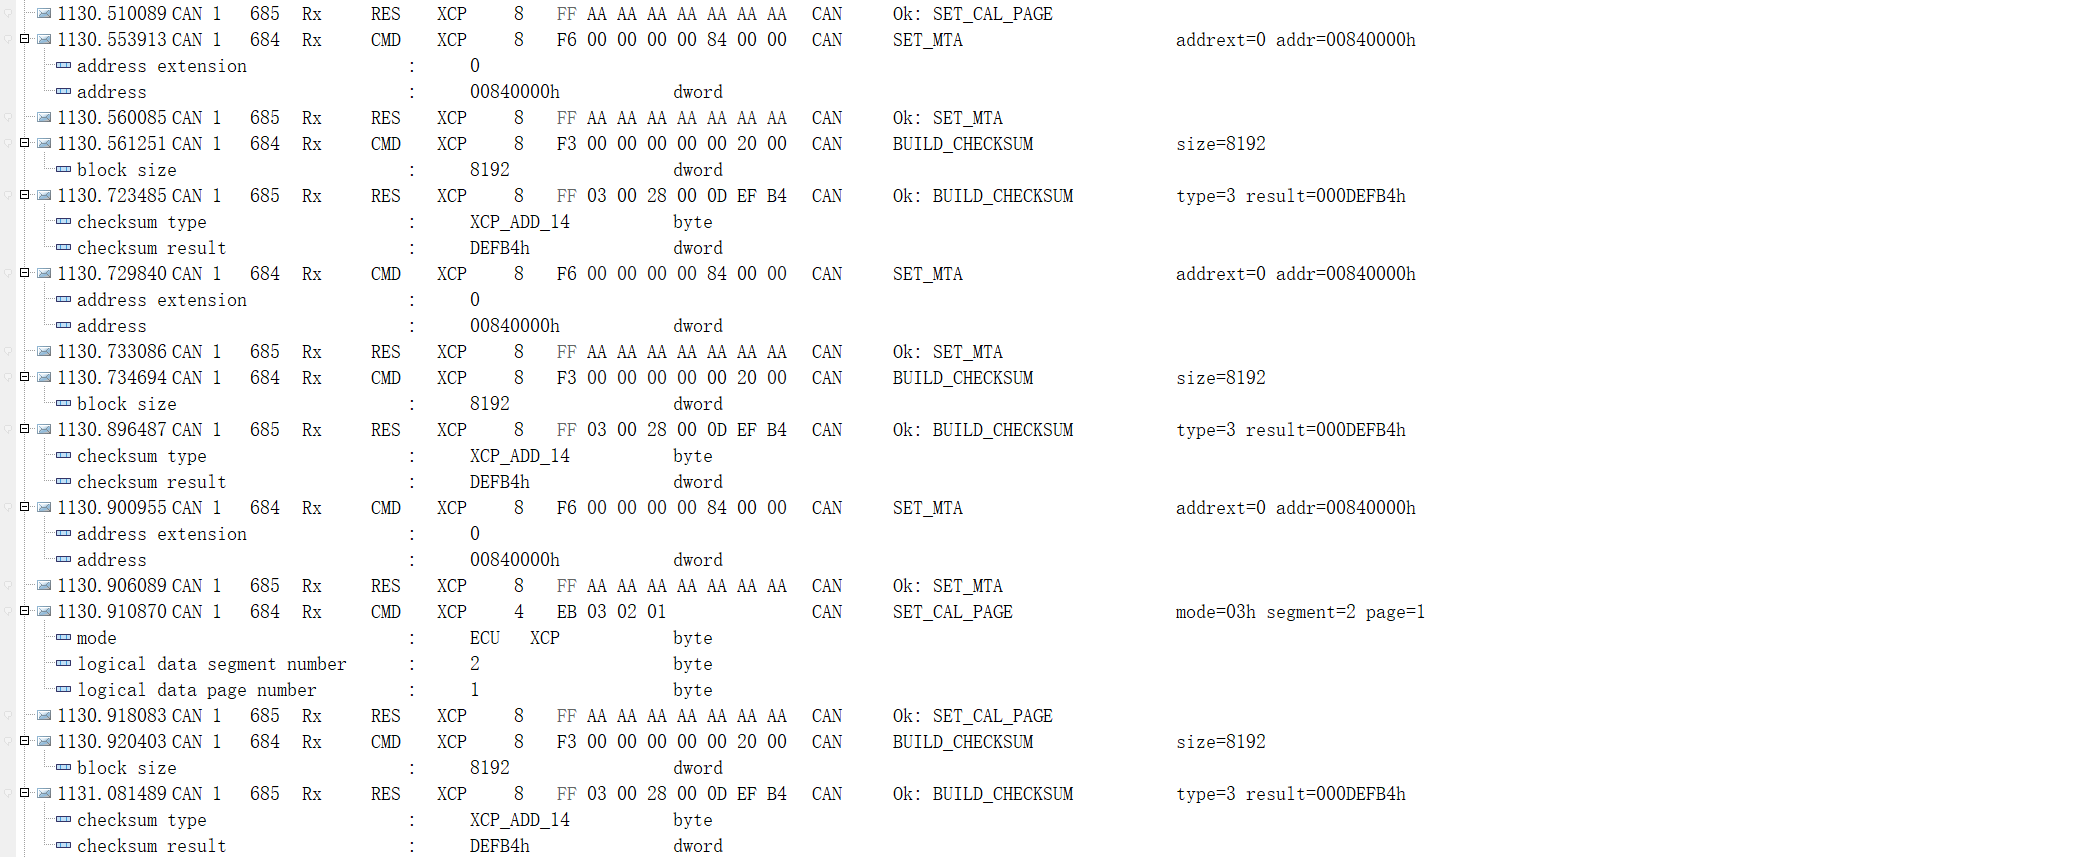 1130.510089 CAN 1 685 Rx RES XCP 8 FF AA AA AA AA AA AA AA CAN Ok: SET_CAL_PAGE
1130.553913 CAN 1 684 Rx CMD XCP 8 F6 00 00 00 00 84 00 00 CAN SET_MTA addrext=0 addr=00840000h
address extension : 0
address : 00840000h dword
1130.560085 CAN 1 685 Rx RES XCP 8 FF AA AA AA AA AA AA AA CAN Ok: SET_MTA
1130.561251 CAN 1 684 Rx CMD XCP 8 F3 00 00 00 00 00 20 00 CAN BUILD_CHECKSUM size=8192
block size : 8192 dword
1130.723485 CAN 1 685 Rx RES XCP 8 FF 03 00 28 00 0D EF B4 CAN Ok: BUILD_CHECKSUM type=3 result=000DEFB4h
checksum type : XCP_ADD_14 byte
checksum result : DEFB4h dword
1130.729840 CAN 1 684 Rx CMD XCP 8 F6 00 00 00 00 84 00 00 CAN SET_MTA addrext=0 addr=00840000h
address extension : 0
address : 00840000h dword
1130.733086 CAN 1 685 Rx RES XCP 8 FF AA AA AA AA AA AA AA CAN Ok: SET_MTA
1130.734694 CAN 1 684 Rx CMD XCP 8 F3 00 00 00 00 00 20 00 CAN BUILD_CHECKSUM size=8192
block size : 8192 dword
1130.896487 CAN 1 685 Rx RES XCP 8 FF 03 00 28 00 0D EF B4 CAN Ok: BUILD_CHECKSUM type=3 result=000DEFB4h
checksum type : XCP_ADD_14 byte
checksum result : DEFB4h dword
1130.900955 CAN 1 684 Rx CMD XCP 8 F6 00 00 00 00 84 00 00 CAN SET_MTA addrext=0 addr=00840000h
address extension : 0
address : 00840000h dword
1130.906089 CAN 1 685 Rx RES XCP 8 FF AA AA AA AA AA AA AA CAN Ok: SET_MTA
1130.910870 CAN 1 684 Rx CMD XCP 4 EB 03 02 01 CAN SET_CAL_PAGE mode=03h segment=2 page=1
mode : ECU XCP byte
logical data segment number : 2 byte
logical data page number : 1 byte
1130.918083 CAN 1 685 Rx RES XCP 8 FF AA AA AA AA AA AA AA CAN Ok: SET_CAL_PAGE
1130.920403 CAN 1 684 Rx CMD XCP 8 F3 00 00 00 00 00 20 00 CAN BUILD_CHECKSUM size=8192
block size : 8192 dword
1131.081489 CAN 1 685 Rx RES XCP 8 FF 03 00 28 00 0D EF B4 CAN Ok: BUILD_CHECKSUM type=3 result=000DEFB4h
checksum type : XCP_ADD_14 byte
checksum result : DEFB4h dword